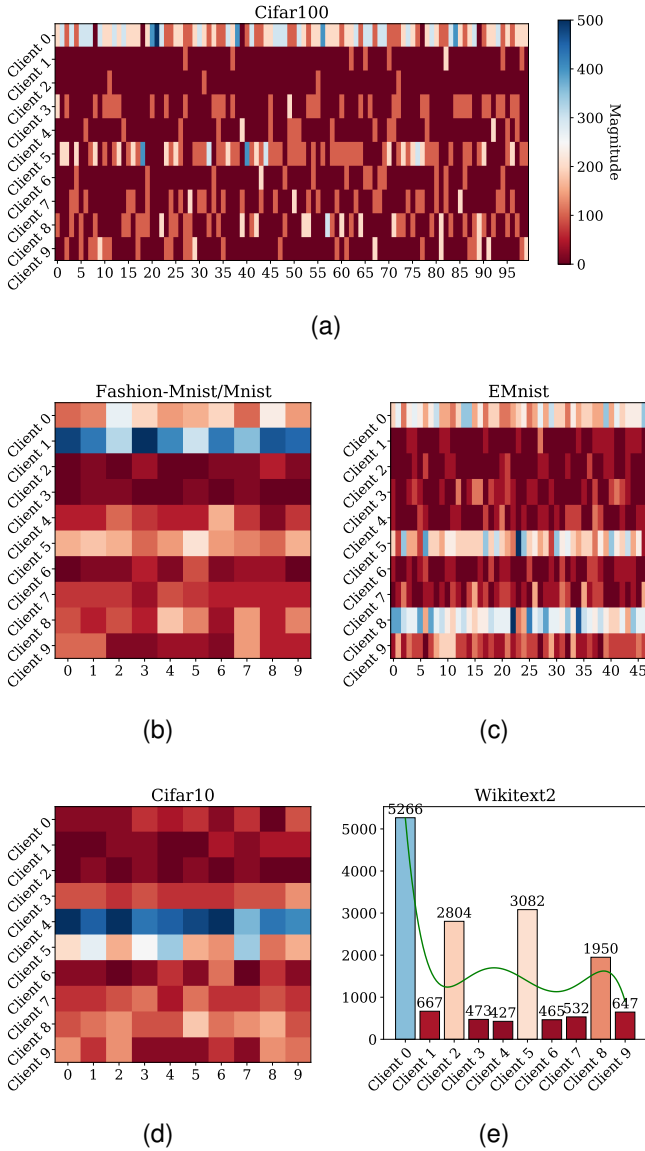 Cifar100
Client 0
Client 1
Client 2
Client 3
Client 4
Client 5
Client 6
Client 7
Client 8
Client 9
0 5 10 15 20 25 30 35 40 45 50 55 60 65 70 75 80 85 90 95
500
400
300
200
100
0
Magnitude
(a)
Fashion-Mnist/Mnist
Client 0
Client 1
Client 2
Client 3
Client 4
Client 5
Client 6
Client 7
Client 8
Client 9
0 1 2 3 4 5 6 7 8 9
(b)
EMnist
Client 0
Client 1
Client 2
Client 3
Client 4
Client 5
Client 6
Client 7
Client 8
Client 9
0 5 10 15 20 25 30 35 40 45
(c)
Cifar10
Client 0
Client 1
Client 2
Client 3
Client 4
Client 5
Client 6
Client 7
Client 8
Client 9
0 1 2 3 4 5 6 7 8 9
(d)
Wikitext2
5000
4000
3000
2000
1000
0
5266
667
2804
473
427
3082
465
532
1950
647
Client 0
Client 1
Client 2
Client 3
Client 4
Client 5
Client 6
Client 7
Client 8
Client 9
(e)